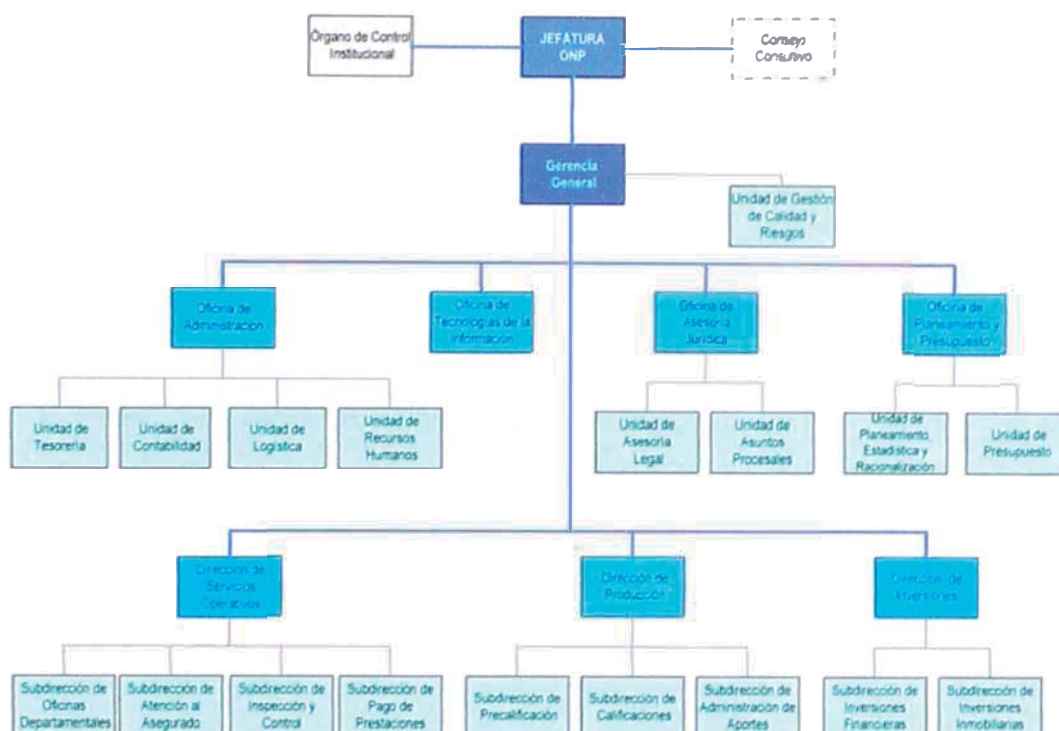 Órgano de Control
Institucional
JEFATURA
ONP
Consejo
Consultivo
Gerencia
General
Unidad de Gestión
de Calidad y
Riesgos
Oficina de
Administración
Oficina de
Tecnologías de la
Información
Oficina de
Asesoría
Jurídica
Oficina de
Planeamiento y
Presupuesto
Unidad de
Tesorería
Unidad de
Contabilidad
Unidad de
Logística
Unidad de
Recursos
Humanos
Unidad de
Asesoría
Legal
Unidad de
Asuntos
Procesales
Unidad de
Planeamiento,
Estadística y
Racionalización
Unidad de
Presupuesto
Dirección de
Servicios
Operativos
Dirección de
Producción
Dirección de
Inversiones
Subdirección de
Oficinas
Departamentales
Subdirección de
Atención al
Asegurado
Subdirección de
Inspección y
Control
Subdirección de
Pago de
Prestaciones
Subdirección de
Precalificación
Subdirección de
Calificaciones
Subdirección de
Administración de
Aportes
Subdirección de
Inversiones
Financieras
Subdirección de
Inversiones
Inmobiliarias